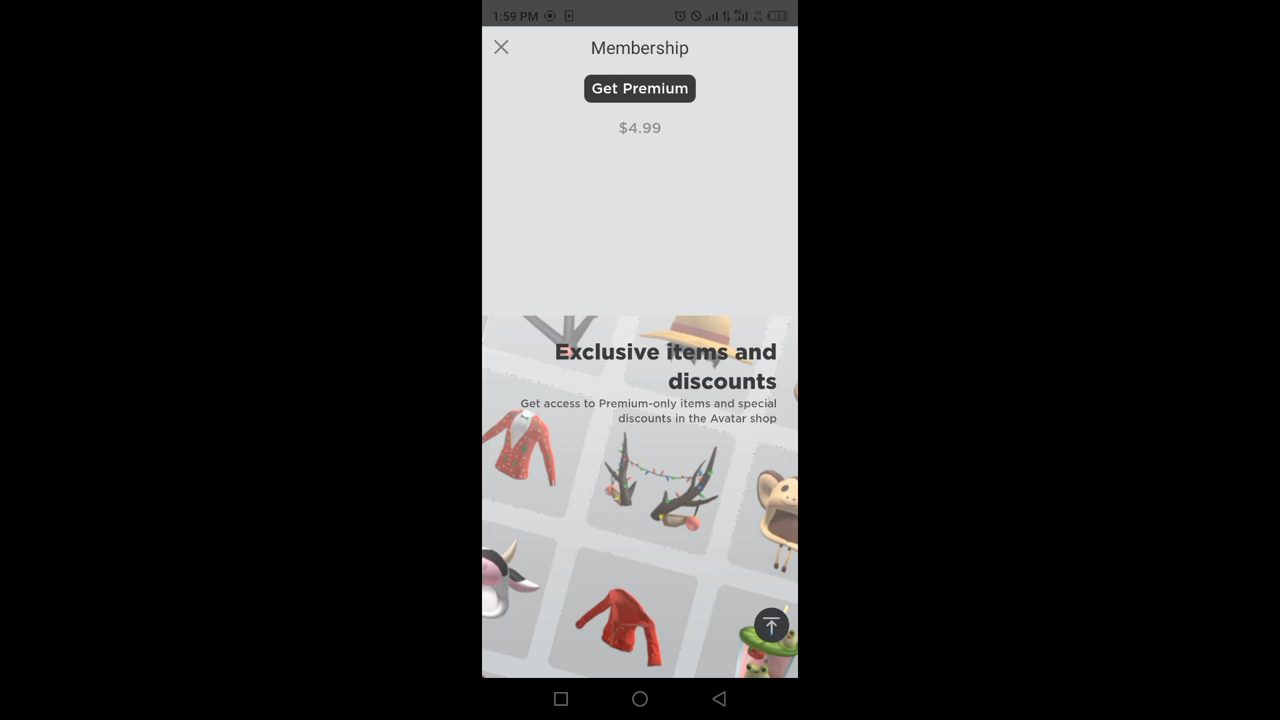 1:59 PM
Membership
Get Premium
$4.99
Exclusive items and
discounts
Get access to Premium-only items and special
discounts in the Avatar shop